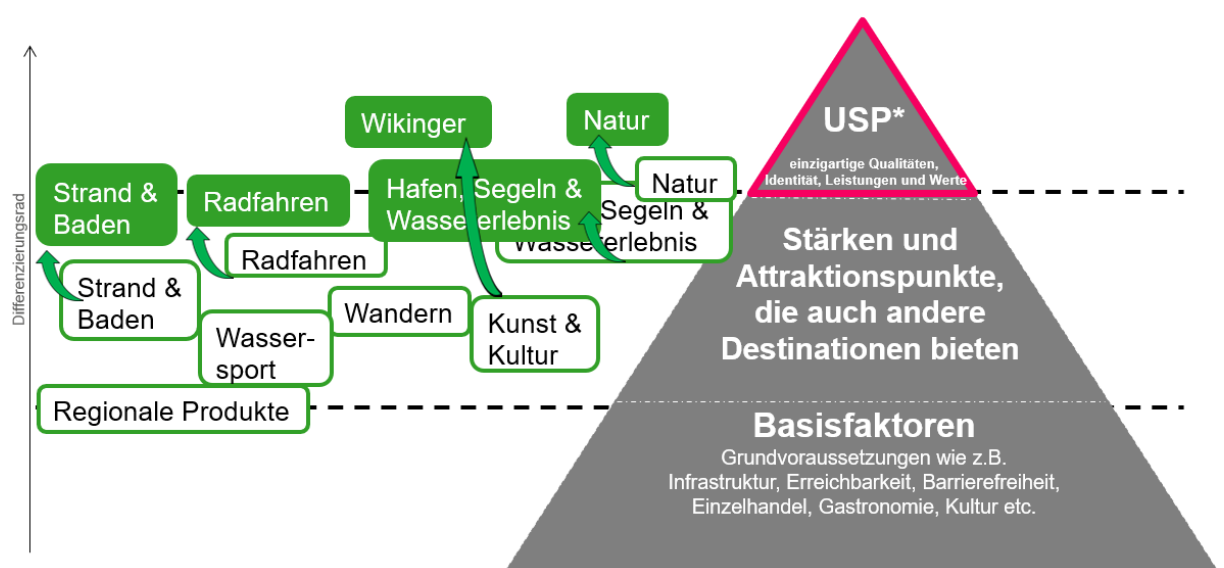 Differenzierungsrad
Wikinger
Natur
Strand &
Baden
Radfahren
Hafen, Segeln &
Wassererlebnis
Natur
Segeln &
Wassererlebnis
Radfahren
Strand &
Baden
Wandern
Wasser-
sport
Kunst &
Kultur
Regionale Produkte
USP*
einzigartige Qualitäten,
Identität, Leistungen und Werte
Stärken und
Attraktionspunkte,
die auch andere
Destinationen bieten
Basisfaktoren
Grundvoraussetzungen wie z.B.
Infrastruktur, Erreichbarkeit, Barrierefreiheit,
Einzelhandel, Gastronomie, Kultur etc.